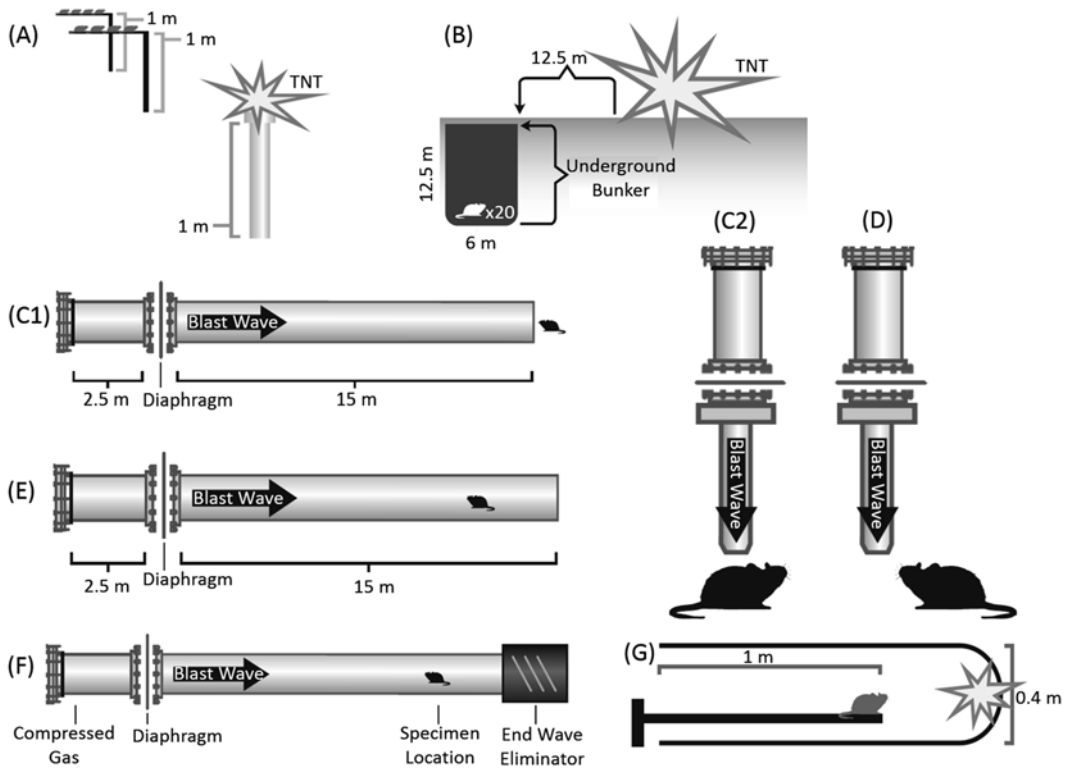 (A)
1 m
1 m
TNT
1 m
(B)
12.5 m
TNT
12.5 m
Underground
Bunker
x20
6 m
(C1)
Blast Wave
2.5 m
Diaphragm
15 m
(C2)
Blast Wave
(D)
Blast Wave
(E)
Blast Wave
2.5 m
Diaphragm
15 m
(F)
Blast Wave
Compressed
Gas
Diaphragm
Specimen
Location
End Wave
Eliminator
(G)
1 m
0.4 m